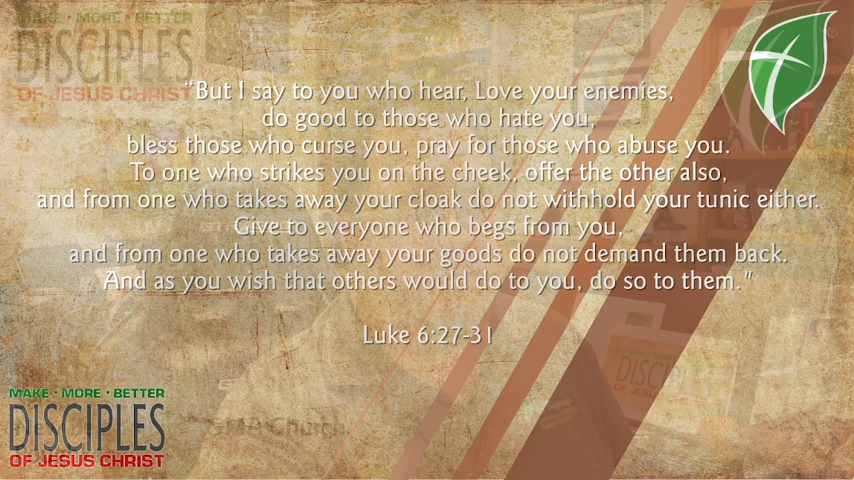 MAKE • MORE • BETTER
DISCIPLES
OF JESUS CHRIST
“But I say to you who hear, Love your enemies,
do good to those who hate you,
bless those who curse you, pray for those who abuse you.
To one who strikes you on the cheek, offer the other also,
and from one who takes away your cloak do not withhold your tunic either.
Give to everyone who begs from you,
and from one who takes away your goods do not demand them back.
And as you wish that others would do to you, do so to them."
Luke 6:27-31
DISC
OF JESUS
MAKE • MORE • BETTER
DISCIPLES
OF JESUS CHRIST
Church.